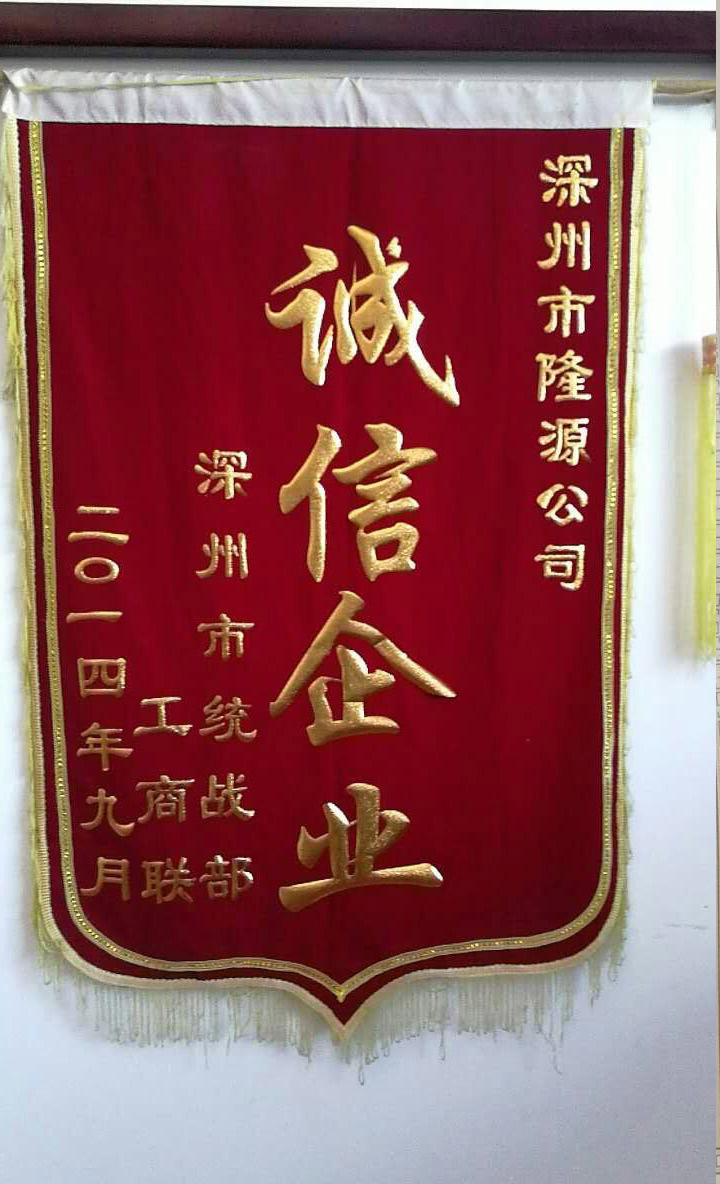 深州市隆源公司
诚信企业
深州市统战部
工商联
二〇一四年九月